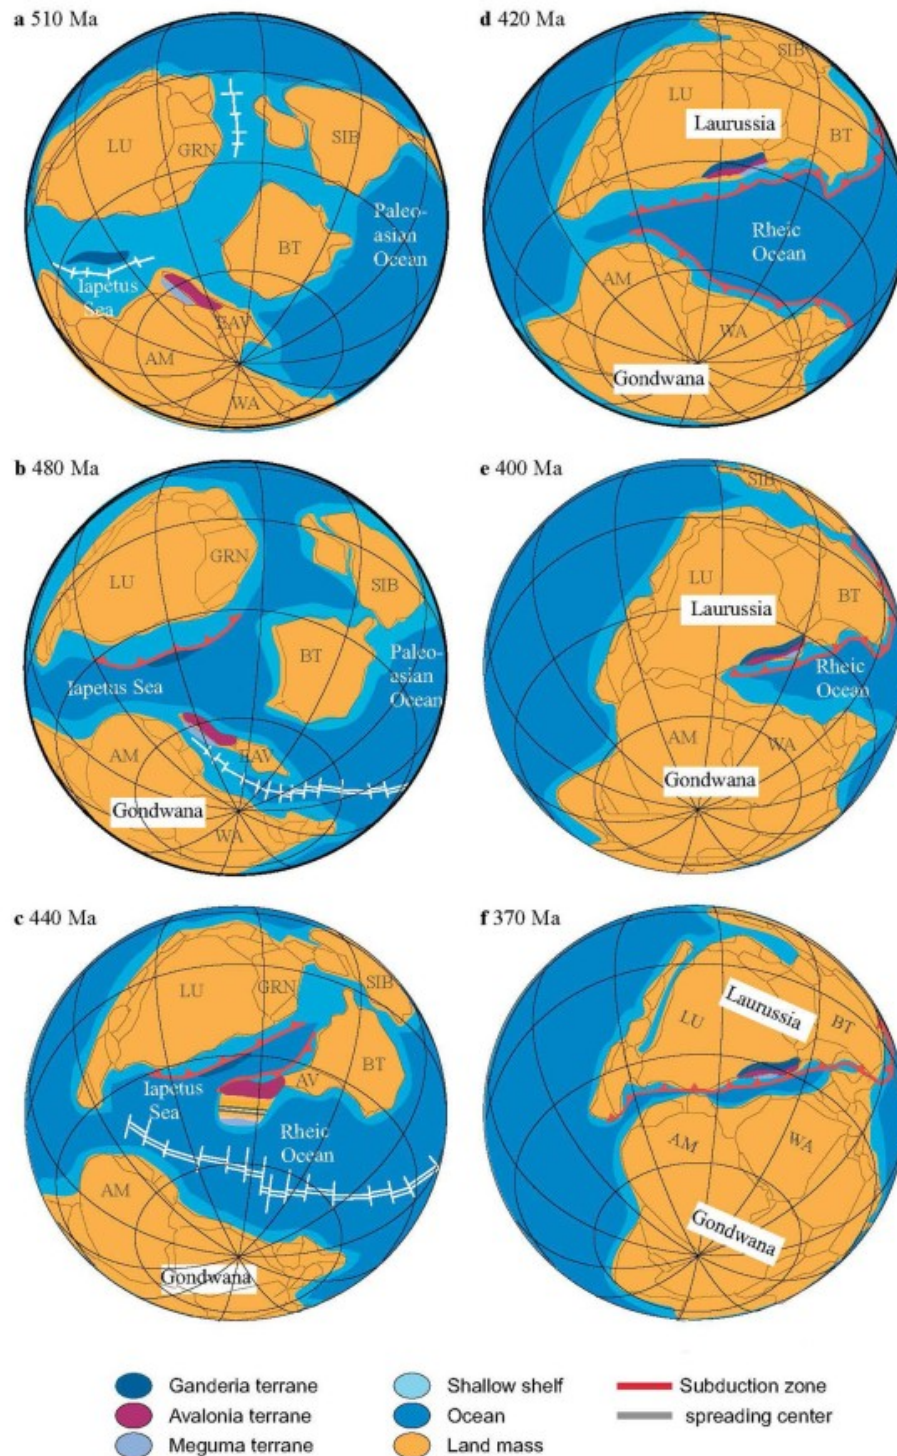 a 510 Ma
LU
GRN
SIB
BT
Paleo-
asian
Ocean
Iapetus
Sea
EAV
AM
WA
d 420 Ma
SIB
LU
Laurussia
BT
Rheic
Ocean
AM
WA
Gondwana
b 480 Ma
GRN
LU
SIB
BT
Paleo-
asian
Ocean
Iapetus Sea
AM
EAV
Gondwana
WA
e 400 Ma
SIB
LU
BT
Laurussia
Rheic
Ocean
AM
WA
Gondwana
c 440 Ma
SIB
LU
GRN
BT
AV
Iapetus
Sea
Rheic
Ocean
AM
Gondwana
f 370 Ma
Laurussia
LU
BT
AM
WA
Gondwana
Ganderia terrane
Avalonia terrane
Meguma terrane
Shallow shelf
Ocean
Land mass
Subduction zone
spreading center